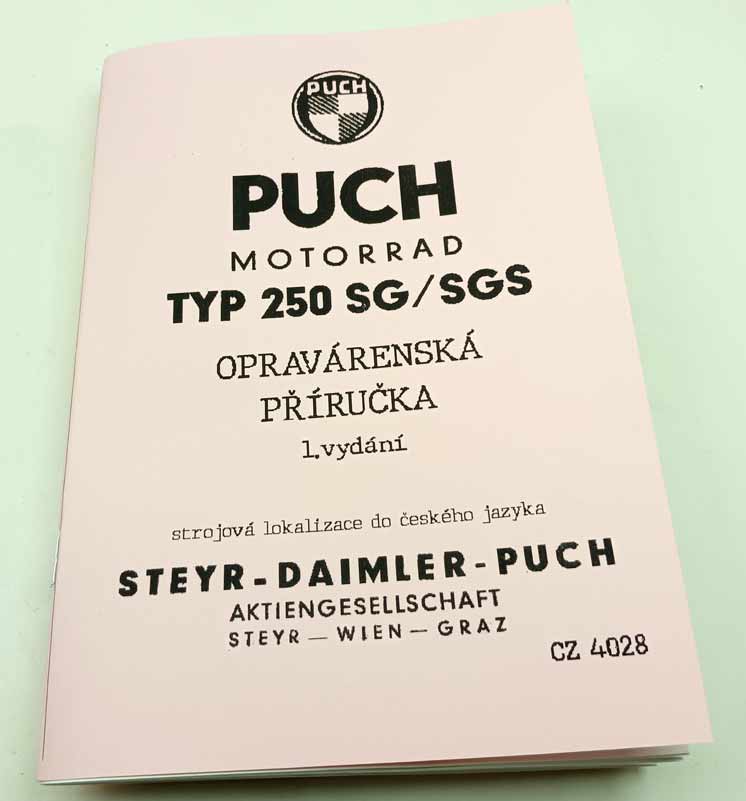 PUCH
PUCH
MOTORRAD
TYP 250 SG/SGS
OPRAVÁRENSKÁ
PŘÍRUČKA
1.vydání
strojová lokalizace do českého jazyka
STEYR-DAIMLER-PUCH
AKTIENGESELLSCHAFT
STEYR — WIEN — GRAZ
CZ 4028